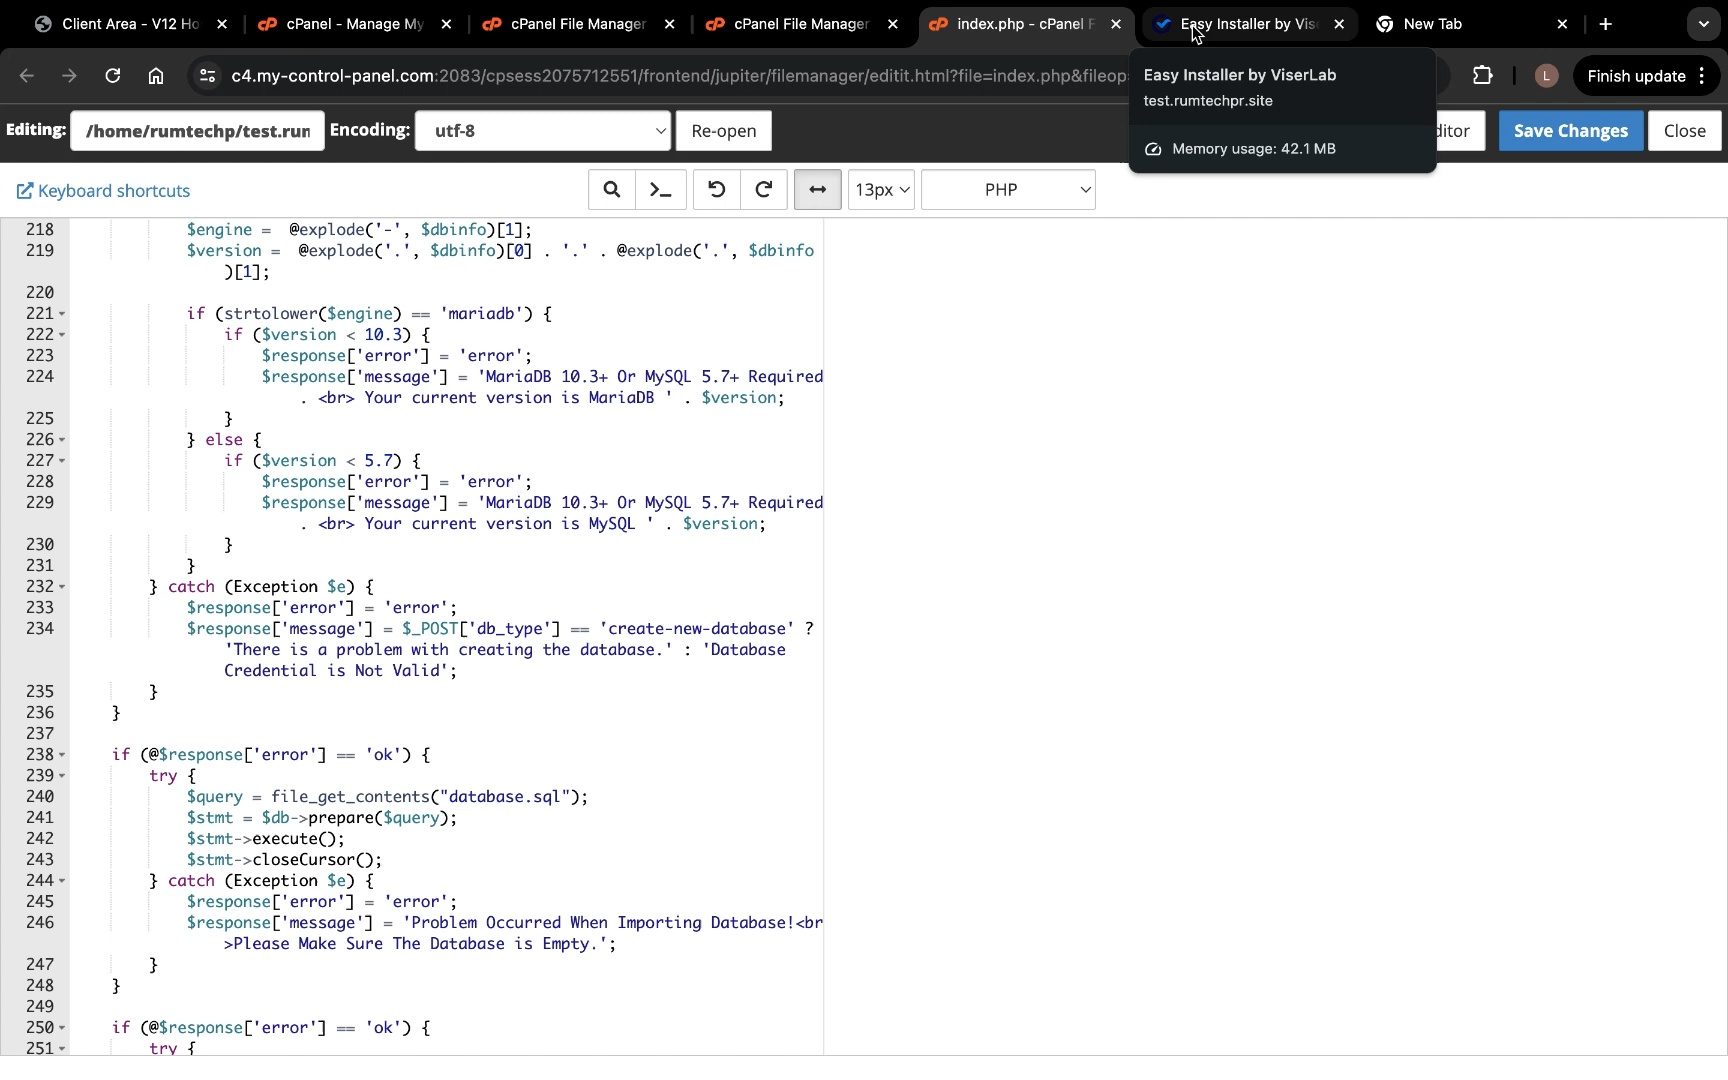 Client Area - V12 Ho
cPanel - Manage My
cPanel File Manager
cPanel File Manager
index.php - cPanel F
Easy Installer by Vise
New Tab
c4.my-control-panel.com:2083/cpsess2075712551/frontend/jupiter/filemanager/editit.html?file=index.php&fileop=
L
Finish update
Easy Installer by ViserLab
test.rumtechpr.site
Memory usage: 42.1 MB
Editing: /home/rumtechp/test.rum Encoding: utf-8 Re-open ditor Save Changes Close
Keyboard shortcuts 13px PHP
218 $engine = @explode('-', $dbinfo)[1];
219 $version = @explode('.', $dbinfo)[0] . '.' . @explode('.', $dbinfo
)[1];
220
221 if (strtolower($engine) == 'mariadb') {
222 if ($version < 10.3) {
223 $response['error'] = 'error';
224 $response['message'] = 'MariaDB 10.3+ Or MySQL 5.7+ Required
. <br> Your current version is MariaDB ' . $version;
225 }
226 } else {
227 if ($version < 5.7) {
228 $response['error'] = 'error';
229 $response['message'] = 'MariaDB 10.3+ Or MySQL 5.7+ Required
. <br> Your current version is MySQL ' . $version;
230 }
231 }
232 } catch (Exception $e) {
233 $response['error'] = 'error';
234 $response['message'] = $_POST['db_type'] == 'create-new-database' ?
'There is a problem with creating the database.' : 'Database
Credential is Not Valid';
235 }
236 }
237
238 if (@$response['error'] == 'ok') {
239 try {
240 $query = file_get_contents("database.sql");
241 $stmt = $db->prepare($query);
242 $stmt->execute();
243 $stmt->closeCursor();
244 } catch (Exception $e) {
245 $response['error'] = 'error';
246 $response['message'] = 'Problem Occurred When Importing Database!<br
>Please Make Sure The Database is Empty.';
247 }
248 }
249
250 if (@$response['error'] == 'ok') {
251 try {